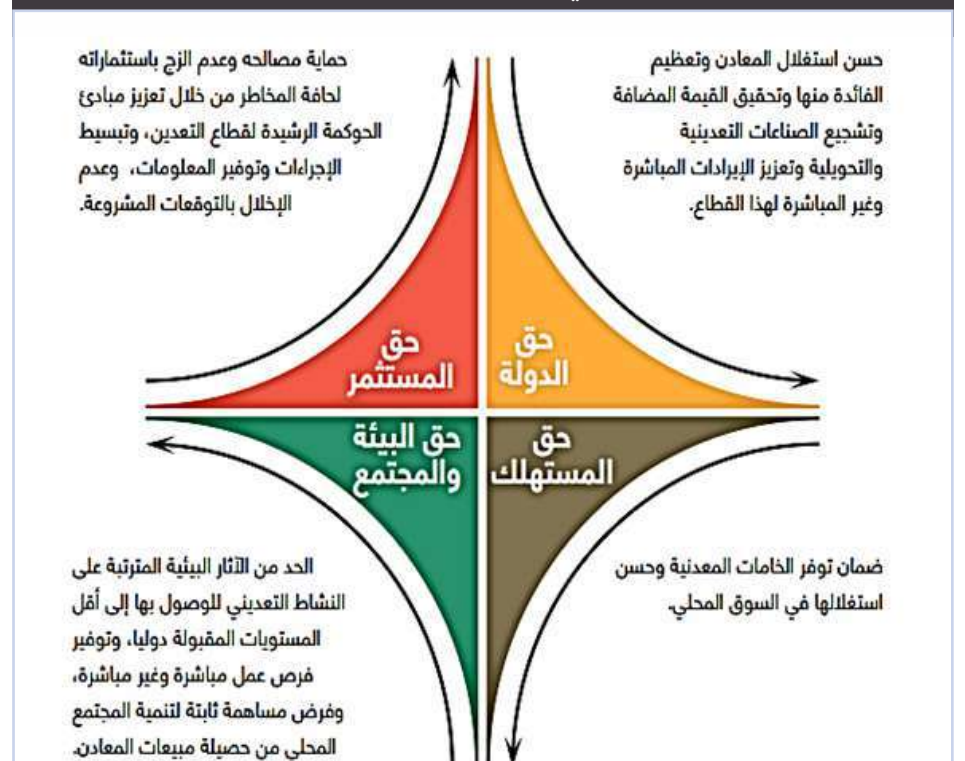 حسن استغلال المعادن وتعظيم
الفائدة منها وتحقيق القيمة المضافة
وتشجيع الصناعات التعدينية
والتحويلية وتعزيز الإيرادات المباشرة
وغير المباشرة لهذا القطاع.
حماية مصالحه وعدم الزج باستثماراته
لحافة المخاطر من خلال تعزيز مبادئ
الحوكمة الرشيدة لقطاع التعدين، وتبسيط
الإجراءات وتوفير المعلومات، وعدم
الإخلال بالتوقعات المشروعة.
حق
الدولة
حق
المستثمر
حق
المستهلك
حق البيئة
والمجتمع
ضمان توفر الخامات المعدنية وحسن
استغلالها في السوق المحلي.
الحد من الآثار البيئية المترتبة على
النشاط التعديني للوصول بها إلى أقل
المستويات المقبولة دوليا، وتوفير
فرص عمل مباشرة وغير مباشرة،
وفرض مساهمة ثابتة لتنمية المجتمع
المحلي من حصيلة مبيعات المعادن.